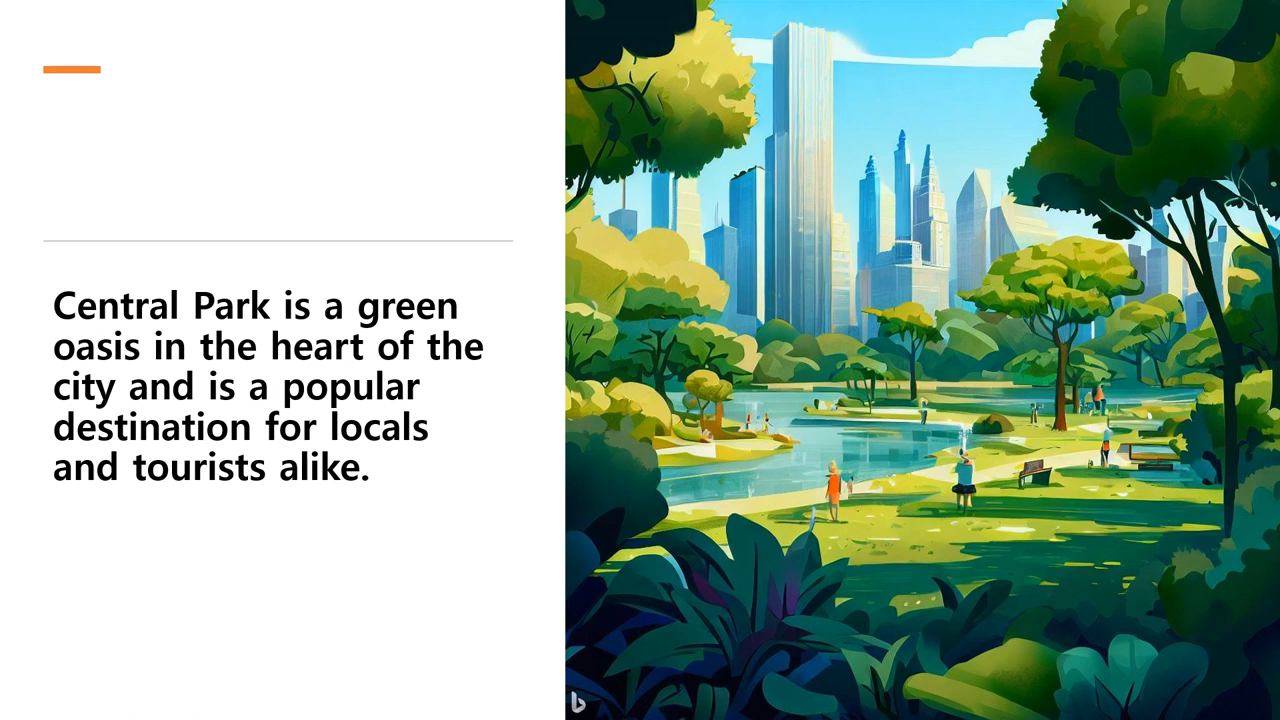 Central Park is a green
oasis in the heart of the
city and is a popular
destination for locals
and tourists alike.